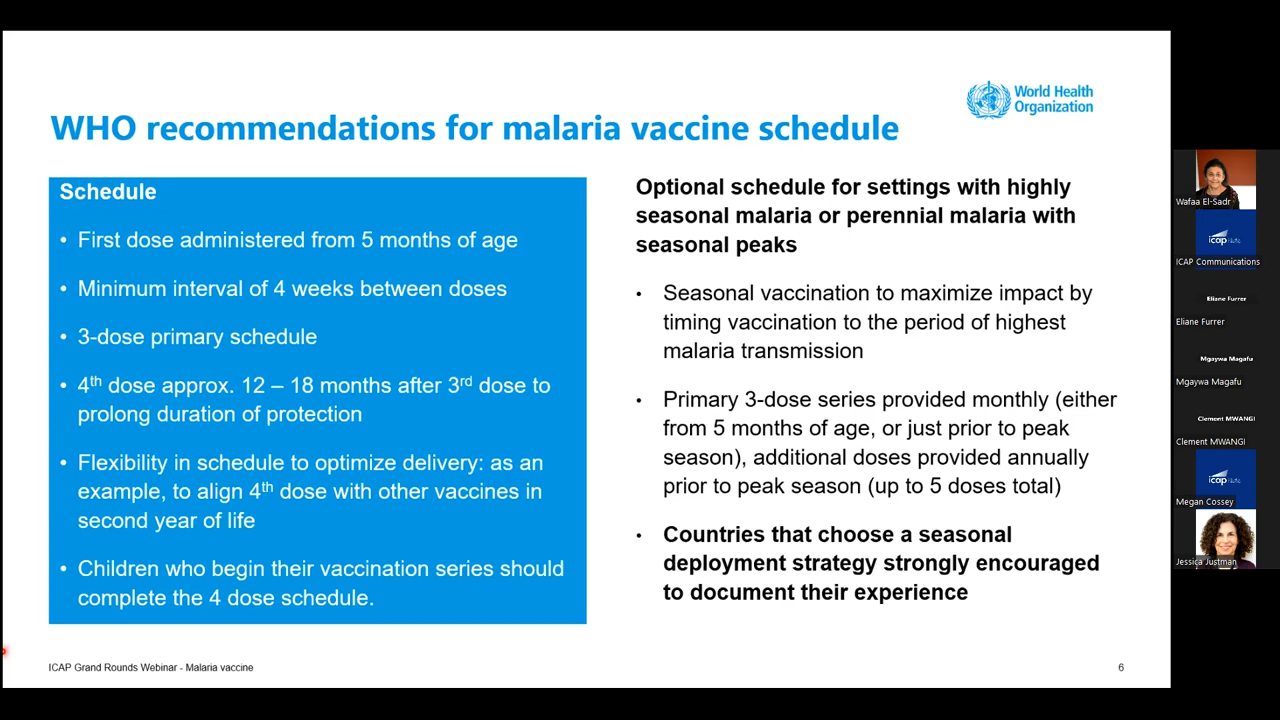 World Health
Organization
WHO recommendations for malaria vaccine schedule
Schedule
• First dose administered from 5 months of age
• Minimum interval of 4 weeks between doses
• 3-dose primary schedule
• 4th dose approx. 12 – 18 months after 3rd dose to
prolong duration of protection
• Flexibility in schedule to optimize delivery: as an
example, to align 4th dose with other vaccines in
second year of life
• Children who begin their vaccination series should
complete the 4 dose schedule.
Optional schedule for settings with highly
seasonal malaria or perennial malaria with
seasonal peaks
• Seasonal vaccination to maximize impact by
timing vaccination to the period of highest
malaria transmission
• Primary 3-dose series provided monthly (either
from 5 months of age, or just prior to peak
season), additional doses provided annually
prior to peak season (up to 5 doses total)
• Countries that choose a seasonal
deployment strategy strongly encouraged
to document their experience
ICAP Grand Rounds Webinar - Malaria vaccine
6
Wafaa El-Sadr
icap
ICAP Communications
Eliane Furrer
Eliane Furrer
Mgaywa Magafu
Mgaywa Magafu
Clement MWANGI
Clement MWANGI
icap
Megan Cossey
Jessica Justman